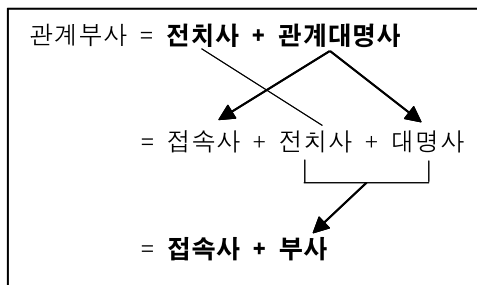 관계부사 = 전치사 + 관계대명사
= 접속사 + 전치사 + 대명사
= 접속사 + 부사